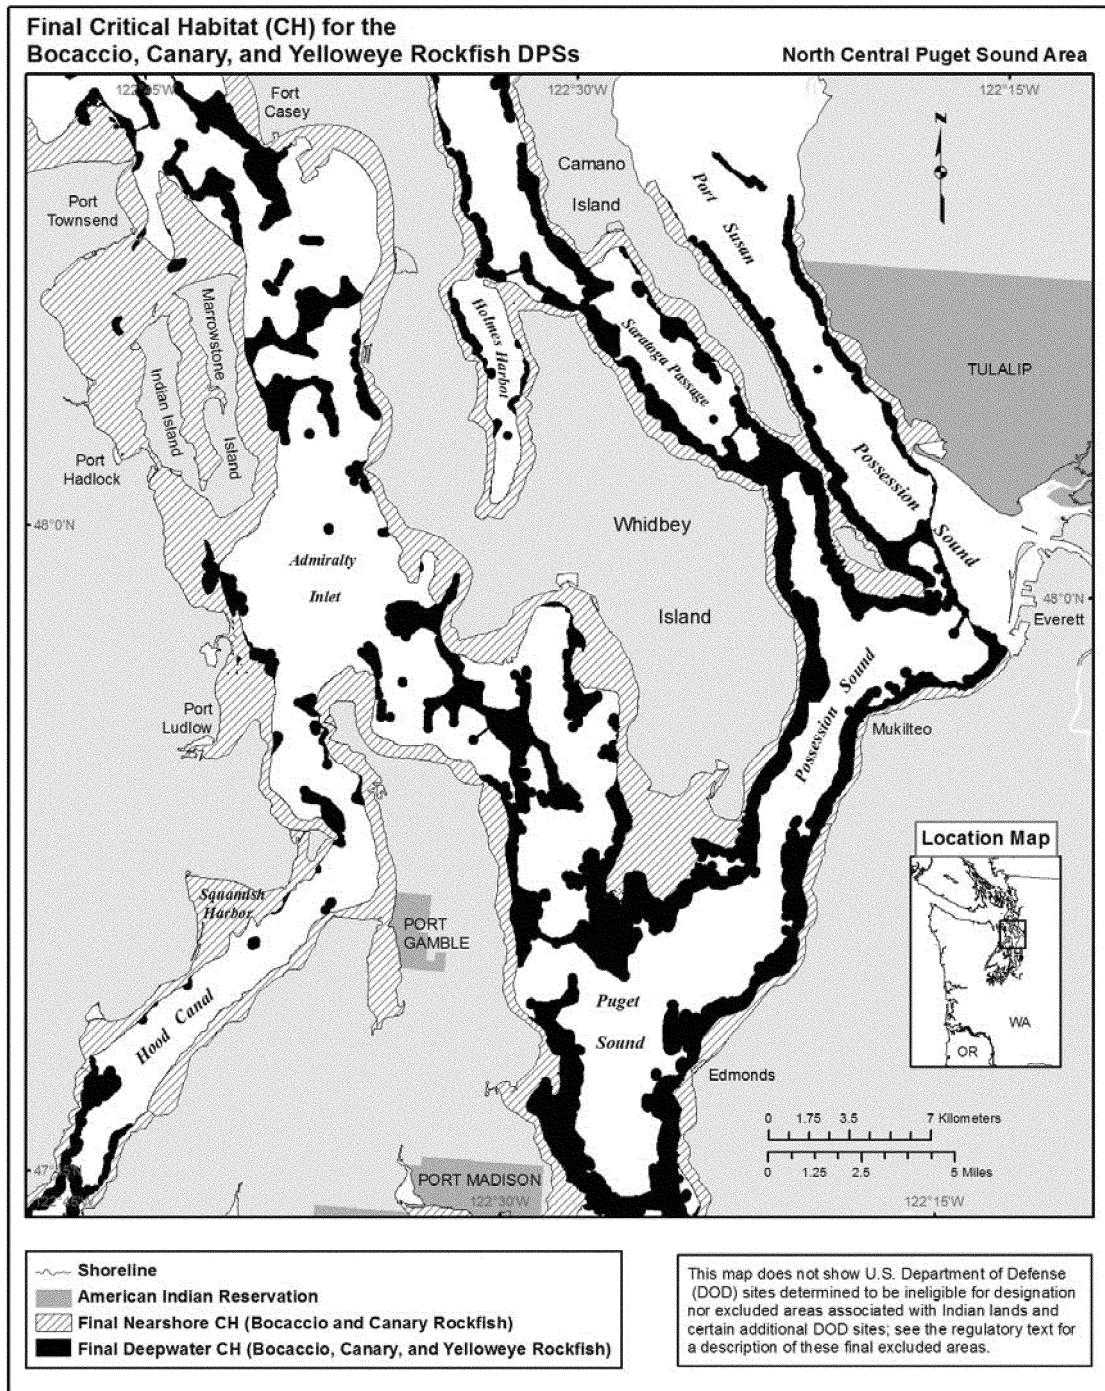 Final Critical Habitat (CH) for the
Bocaccio, Canary, and Yelloweye Rockfish DPSs
North Central Puget Sound Area
122°30'W
122°15'W
Fort
Casey
Camano
Island
Port
Townsend
Port
Susan
Marrowstone
Island
Indian Island
Holmes Harbor
Saratoga Passage
TULALIP
Port
Hadlock
Possession
Sound
48°0'N
Whidbey
Island
Admiralty
Inlet
48°0'N
Everett
Possession Sound
Port
Ludlow
Mukilteo
Location Map
WA
OR
Squamish
Harbor
PORT
GAMBLE
Hood Canal
Puget
Sound
Edmonds
0 1.75 3.5 7 Kilometers
0 1.25 2.5 5 Miles
PORT MADISON
122°30'W
122°15'W
Shoreline
American Indian Reservation
Final Nearshore CH (Bocaccio and Canary Rockfish)
Final Deepwater CH (Bocaccio, Canary, and Yelloweye Rockfish)
This map does not show U.S. Department of Defense
(DOD) sites determined to be ineligible for designation
nor excluded areas associated with Indian lands and
certain additional DOD sites; see the regulatory text for
a description of these final excluded areas.